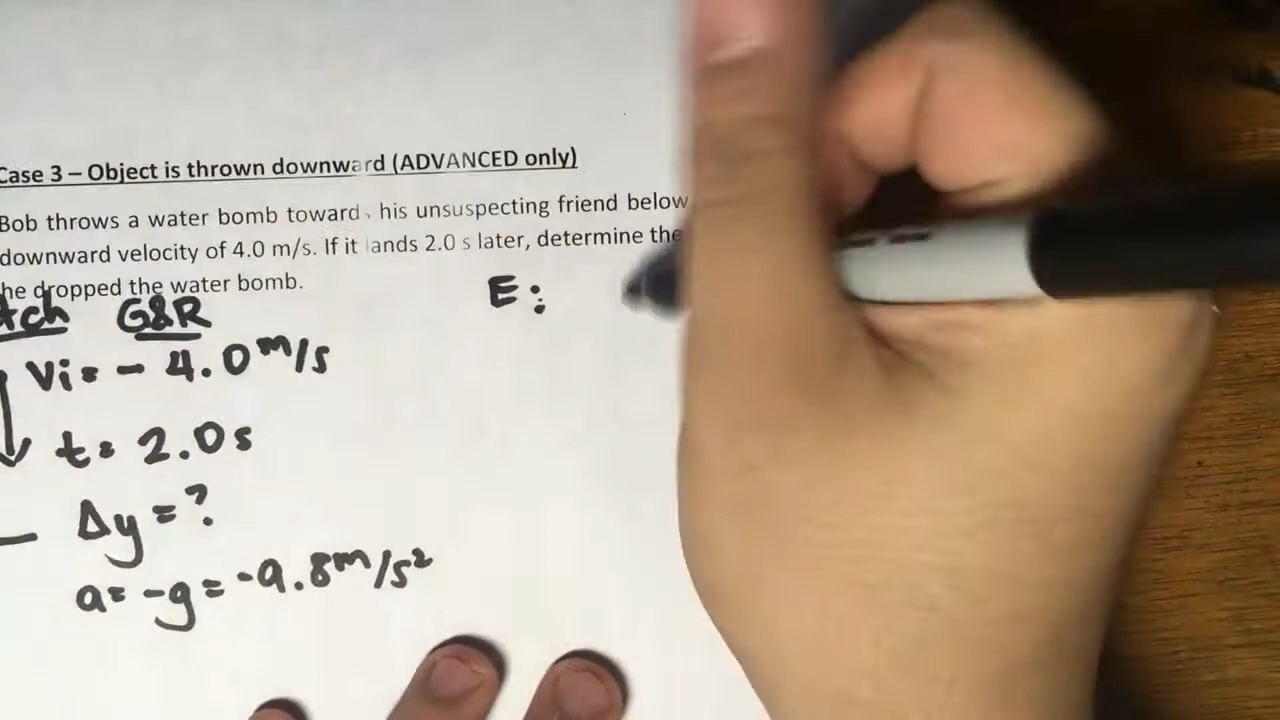 Case 3 – Object is thrown downward (ADVANCED only)
Bob throws a water bomb toward his unsuspecting friend below
downward velocity of 4.0 m/s. If it lands 2.0 s later, determine the
he dropped the water bomb.
tch G&R
E:
Vi = - 4.0 m/s
t = 2.0 s
Δy = ?
a = -g = -9.8 m/s²